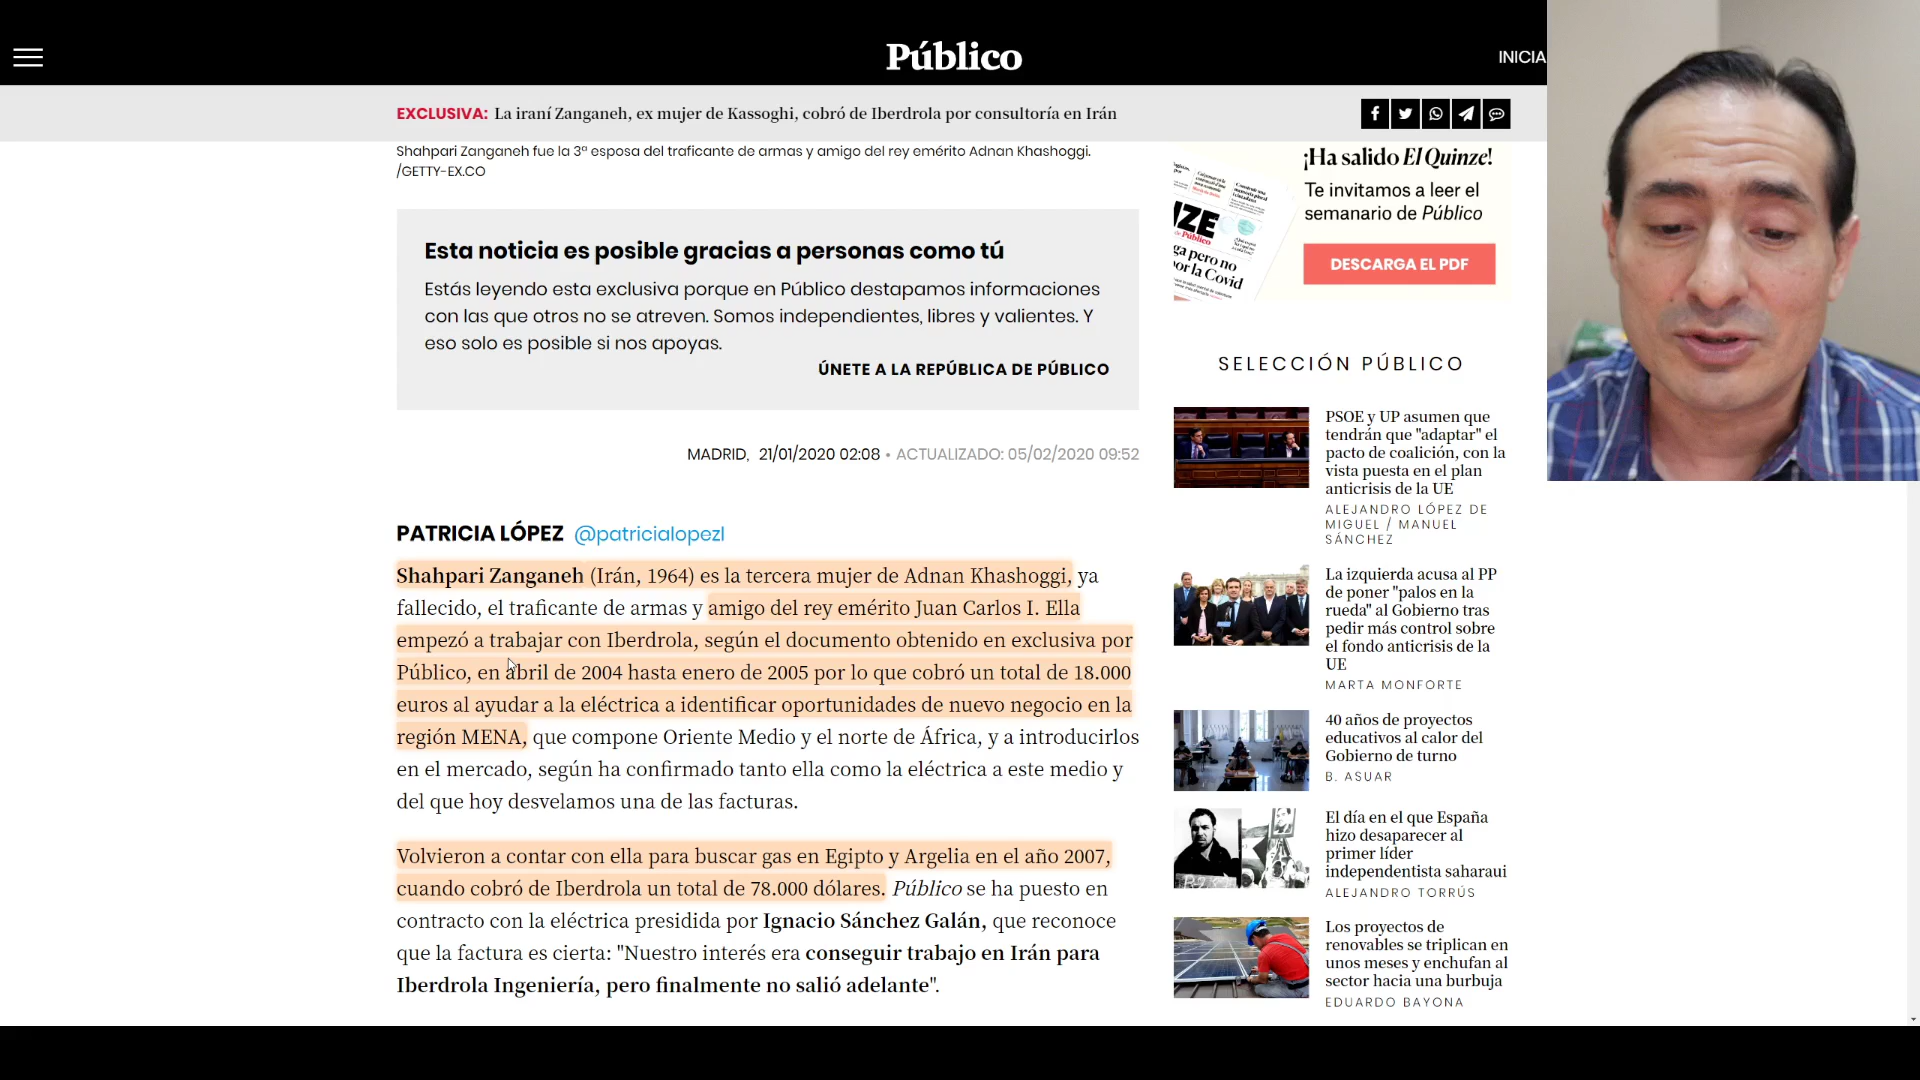 Público
INICIA
EXCLUSIVA: La iraní Zanganeh, ex mujer de Kassoghi, cobró de Iberdrola por consultoría en Irán
Shahpari Zanganeh fue la 3ª esposa del traficante de armas y amigo del rey emérito Adnan Khashoggi.
/GETTY-EX.CO
Esta noticia es posible gracias a personas como tú
Estás leyendo esta exclusiva porque en Público destapamos informaciones
con las que otros no se atreven. Somos independientes, libres y valientes. Y
eso solo es posible si nos apoyas.
ÚNETE A LA REPÚBLICA DE PÚBLICO
MADRID, 21/01/2020 02:08 • ACTUALIZADO: 05/02/2020 09:52
PATRICIA LÓPEZ @patricialopezl
Shahpari Zanganeh (Irán, 1964) es la tercera mujer de Adnan Khashoggi, ya
fallecido, el traficante de armas y amigo del rey emérito Juan Carlos I. Ella
empezó a trabajar con Iberdrola, según el documento obtenido en exclusiva por
Público, en abril de 2004 hasta enero de 2005 por lo que cobró un total de 18.000
euros al ayudar a la eléctrica a identificar oportunidades de nuevo negocio en la
región MENA, que compone Oriente Medio y el norte de África, y a introducirlos
en el mercado, según ha confirmado tanto ella como la eléctrica a este medio y
del que hoy desvelamos una de las facturas.
Volvieron a contar con ella para buscar gas en Egipto y Argelia en el año 2007,
cuando cobró de Iberdrola un total de 78.000 dólares. Público se ha puesto en
contracto con la eléctrica presidida por Ignacio Sánchez Galán, que reconoce
que la factura es cierta: "Nuestro interés era conseguir trabajo en Irán para
Iberdrola Ingeniería, pero finalmente no salió adelante".
¡Ha salido El Quinze!
Te invitamos a leer el
semanario de Público
DESCARGA EL PDF
NZE
de Público
ga pero no
por la Covid
SELECCIÓN PÚBLICO
PSOE y UP asumen que
tendrán que "adaptar" el
pacto de coalición, con la
vista puesta en el plan
anticrisis de la UE
ALEJANDRO LÓPEZ DE
MIGUEL / MANUEL
SÁNCHEZ
La izquierda acusa al PP
de poner "palos en la
rueda" al Gobierno tras
pedir más control sobre
el fondo anticrisis de la
UE
MARTA MONFORTE
40 años de proyectos
educativos al calor del
Gobierno de turno
B. ASUAR
El día en el que España
hizo desaparecer al
primer líder
independentista saharaui
ALEJANDRO TORRÚS
Los proyectos de
renovables se triplican en
unos meses y enchufan al
sector hacia una burbuja
EDUARDO BAYONA